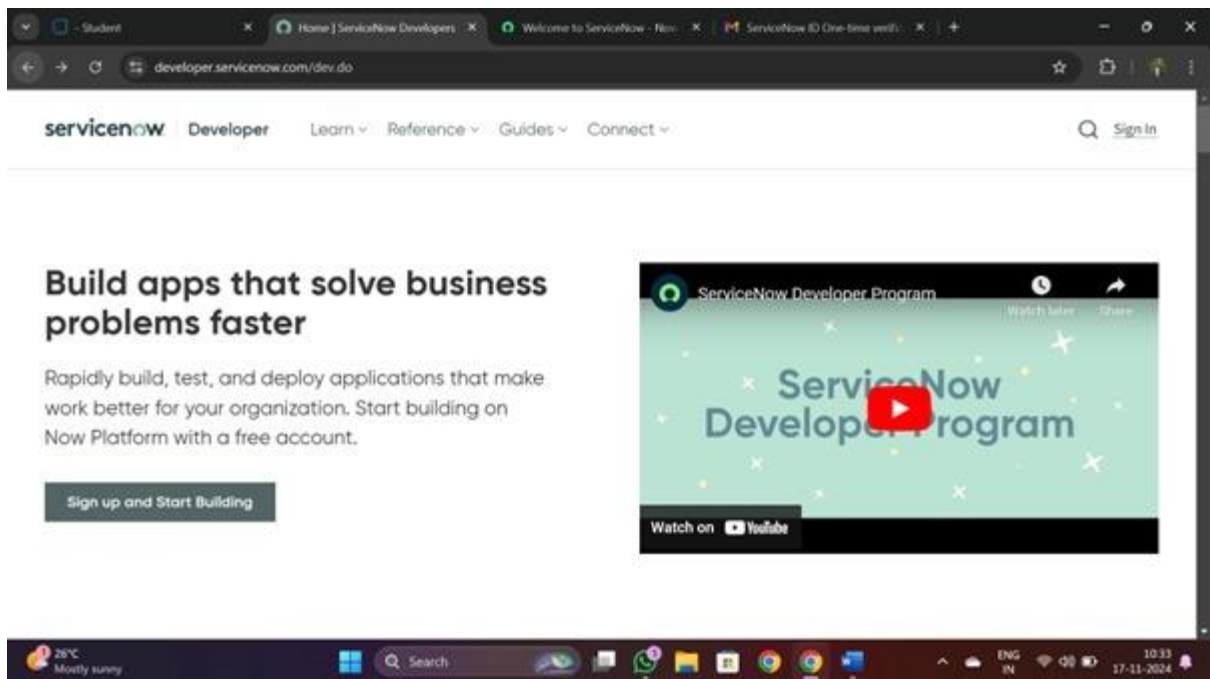 - Student
Home | ServiceNow Developers
Welcome to ServiceNow - Now
ServiceNow ID One-time verifi
developer.servicenow.com/dev.do
servicenow Developer Learn Reference Guides Connect Sign In
Build apps that solve business
problems faster
Rapidly build, test, and deploy applications that make
work better for your organization. Start building on
Now Platform with a free account.
Sign up and Start Building
ServiceNow Developer Program
Watch later Share
ServiceNow
Developer Program
Watch on YouTube
1
26°C
Mostly sunny
Search
1
ENG
IN
10:33
17-11-2024